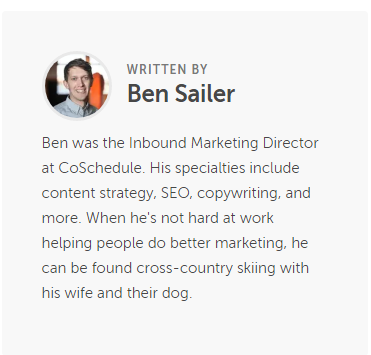 WRITTEN BY
Ben Sailer
Ben was the Inbound Marketing Director
at CoSchedule. His specialties include
content strategy, SEO, copywriting, and
more. When he's not hard at work
helping people do better marketing, he
can be found cross-country skiing with
his wife and their dog.